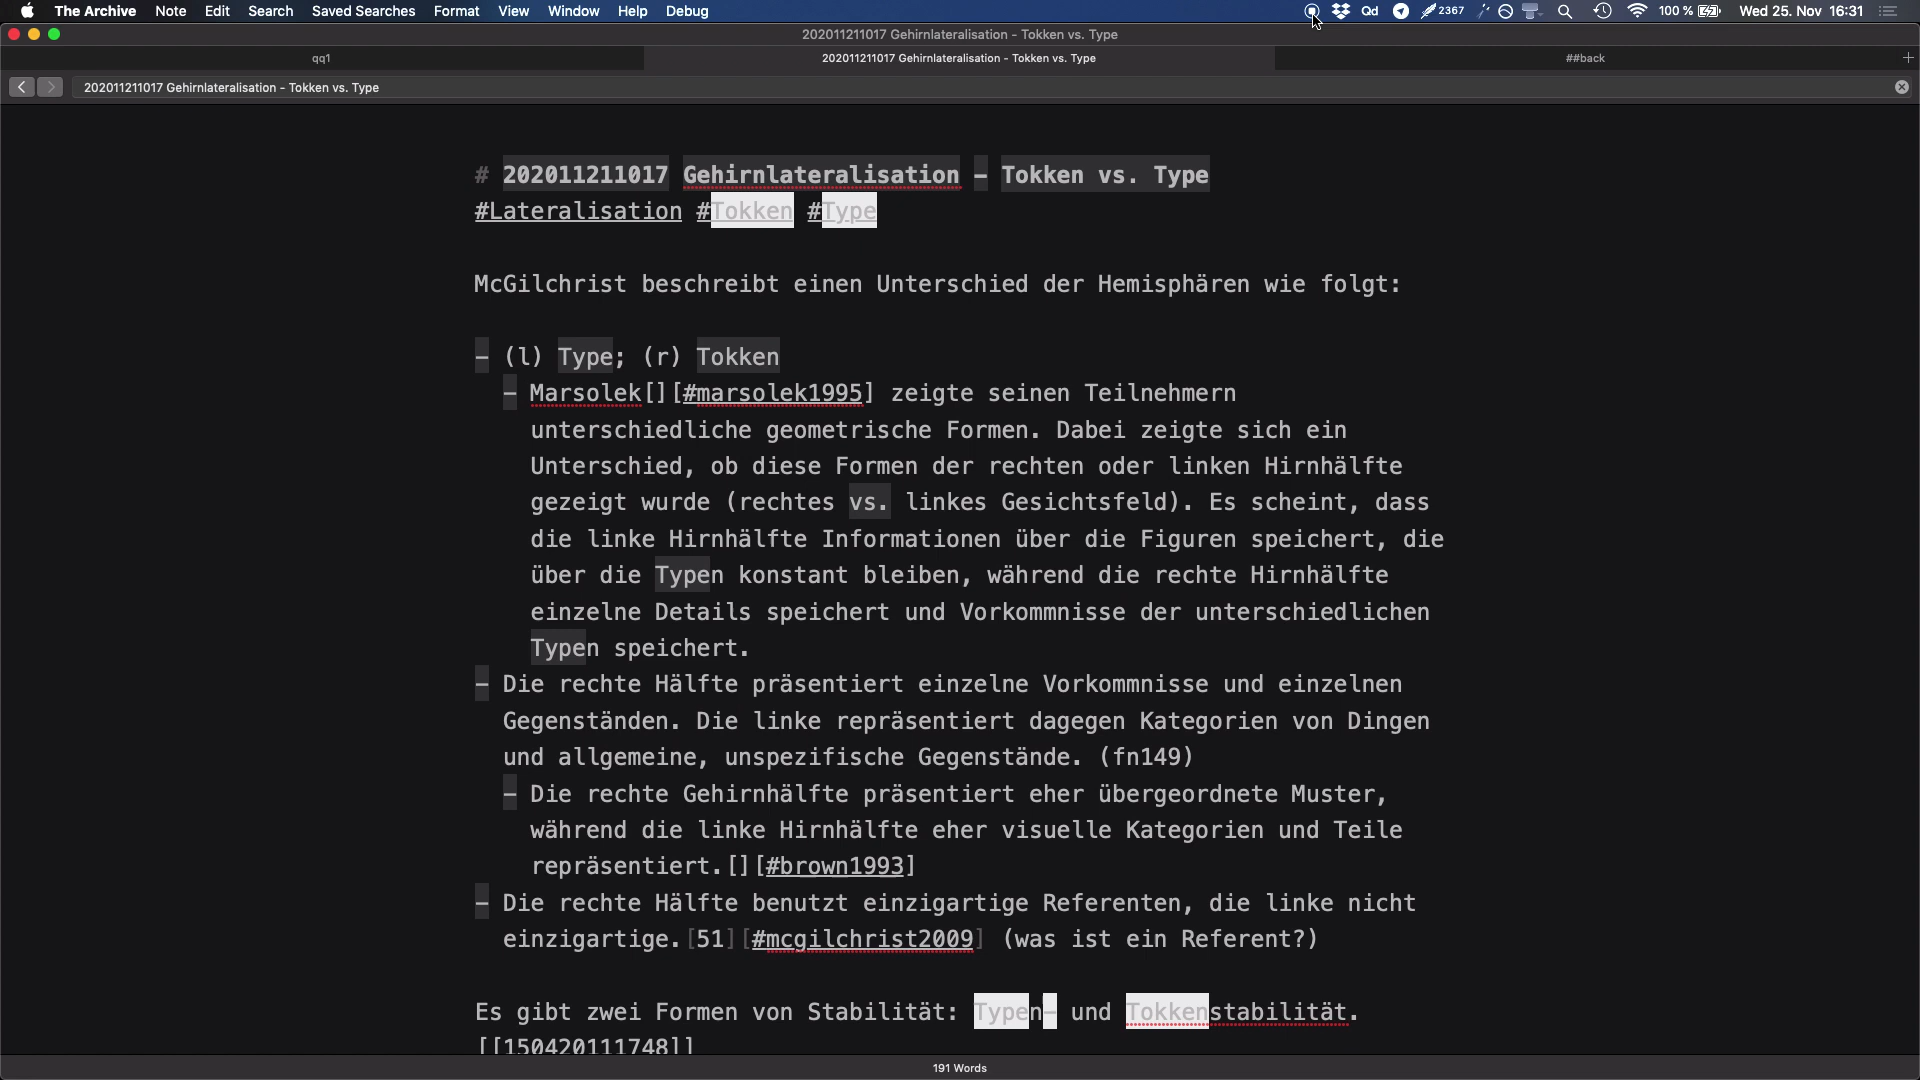 The Archive Note Edit Search Saved Searches Format View Window Help Debug Qd 2367 100 % Wed 25. Nov 16:31
202011211017 Gehirnlateralisation - Tokken vs. Type
qq1 202011211017 Gehirnlateralisation - Tokken vs. Type ##back +
202011211017 Gehirnlateralisation - Tokken vs. Type
# 202011211017 Gehirnlateralisation – Tokken vs. Type
#Lateralisation #Tokken #Type
McGilchrist beschreibt einen Unterschied der Hemisphären wie folgt:
– (l) Type; (r) Tokken
– Marsolek[][#marsolek1995] zeigte seinen Teilnehmern
unterschiedliche geometrische Formen. Dabei zeigte sich ein
Unterschied, ob diese Formen der rechten oder linken Hirnhälfte
gezeigt wurde (rechtes vs. linkes Gesichtsfeld). Es scheint, dass
die linke Hirnhälfte Informationen über die Figuren speichert, die
über die Typen konstant bleiben, während die rechte Hirnhälfte
einzelne Details speichert und Vorkommnisse der unterschiedlichen
Typen speichert.
– Die rechte Hälfte präsentiert einzelne Vorkommnisse und einzelnen
Gegenständen. Die linke repräsentiert dagegen Kategorien von Dingen
und allgemeine, unspezifische Gegenstände. (fn149)
– Die rechte Gehirnhälfte präsentiert eher übergeordnete Muster,
während die linke Hirnhälfte eher visuelle Kategorien und Teile
repräsentiert.[][#brown1993]
– Die rechte Hälfte benutzt einzigartige Referenten, die linke nicht
einzigartige.[51][#mcgilchrist2009] (was ist ein Referent?)
Es gibt zwei Formen von Stabilität: Typen– und Tokkenstabilität.
[[150420111748]]
191 Words